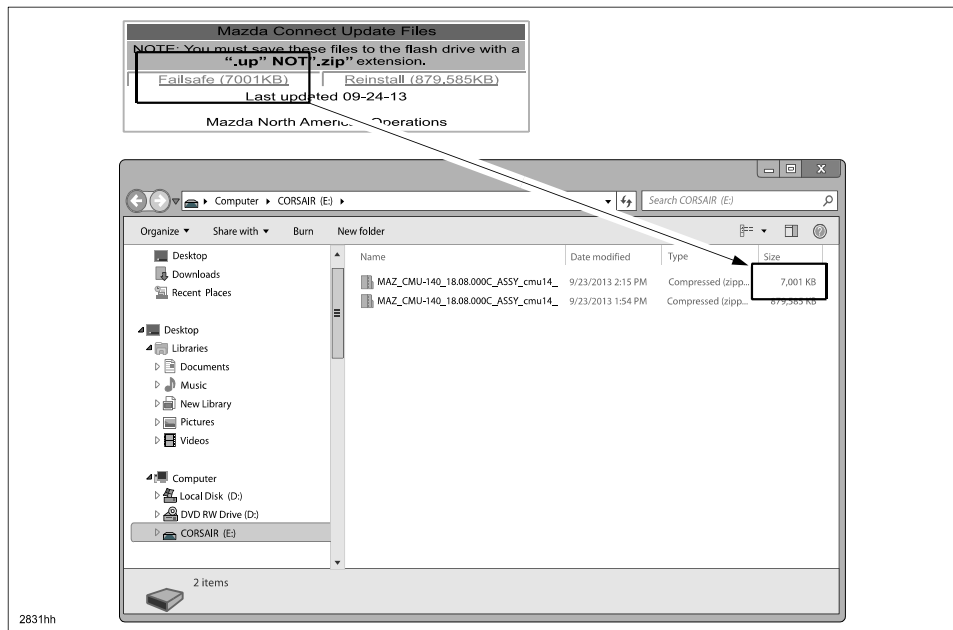 Mazda Connect Update Files
NOTE: You must save these files to the flash drive with a
“.up” NOT”.zip” extension.
Failsafe (7001KB) Reinstall (879,585KB)
Last updated 09-24-13
Mazda North America Operations
X
Computer CORSAIR (E:) Search CORSAIR (E:)
Organize Share with Burn New folder
Desktop
Downloads
Recent Places
Desktop
Libraries
Documents
Music
New Library
Pictures
Videos
Computer
Local Disk (D:)
DVD RW Drive (D:)
CORSAIR (E:)
Name Date modified Type Size
MAZ_CMU-140_18.08.000C_ASSY_cmu14_ 9/23/2013 2:15 PM Compressed (zipp... 7,001 KB
MAZ_CMU-140_18.08.000C_ASSY_cmu14_ 9/23/2013 1:54 PM Compressed (zipp... 879,585 KB
2 items
2831hh